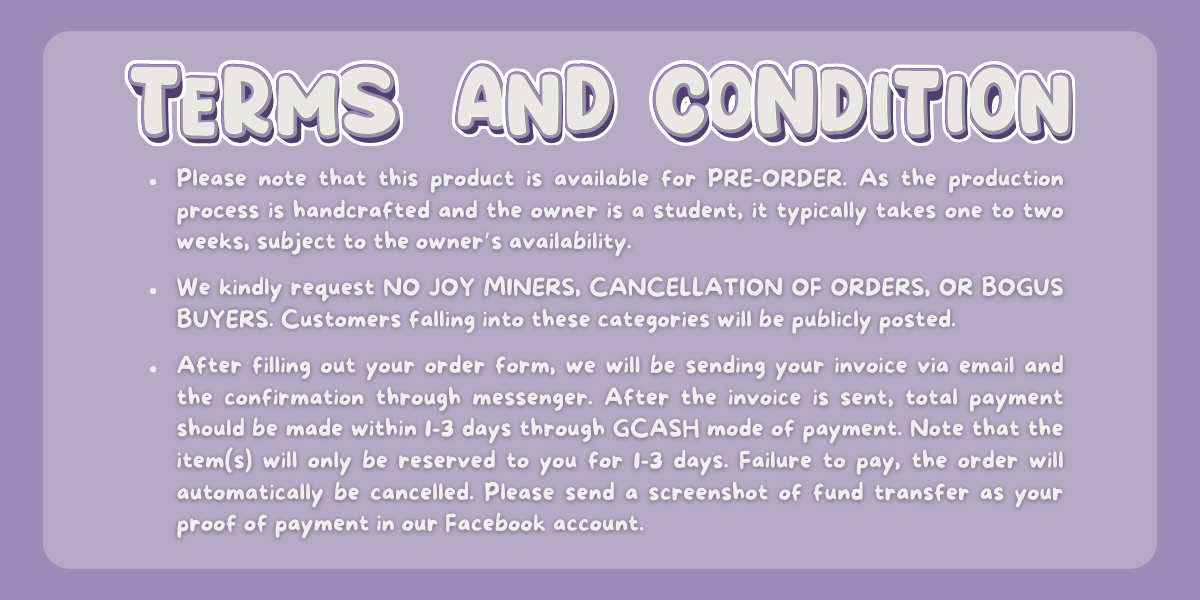 TERMS AND CONDITION
• Please note that this product is available for PRE-ORDER. As the production
process is handcrafted and the owner is a student, it typically takes one to two
weeks, subject to the owner's availability.
• We kindly request NO JOY MINERS, CANCELLATION OF ORDERS, OR BOGUS
BUYERS. Customers falling into these categories will be publicly posted.
• After filling out your order form, we will be sending your invoice via email and
the confirmation through messenger. After the invoice is sent, total payment
should be made within 1-3 days through GCASH mode of payment. Note that the
item(s) will only be reserved to you for 1-3 days. Failure to pay, the order will
automatically be cancelled. Please send a screenshot of fund transfer as your
proof of payment in our Facebook account.